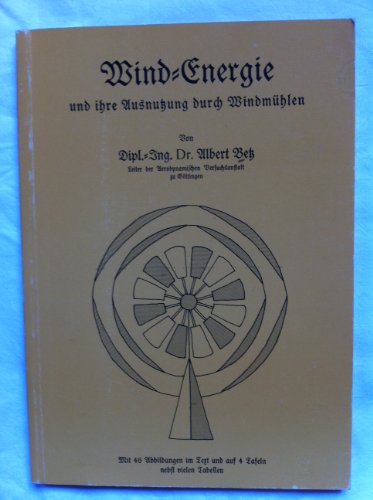 Wind=Energie
und ihre Ausnutzung durch Windmühlen
Von
Dipl.=Ing. Dr. Albert Betz
Leiter der Aerodynamischen Versuchsanstalt
zu Göttingen
Mit 46 Abbildungen im Text und auf 4 Tafeln
nebst vielen Tabellen